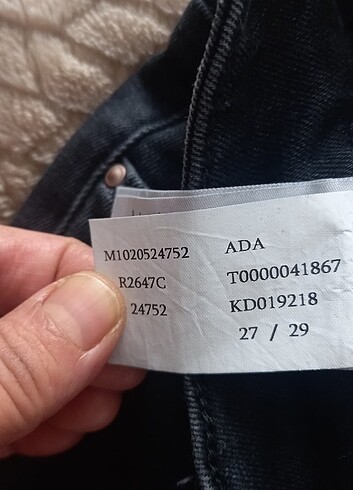 M1020524752 ADA
R2647C T0000041867
24752 KD019218
27 / 29